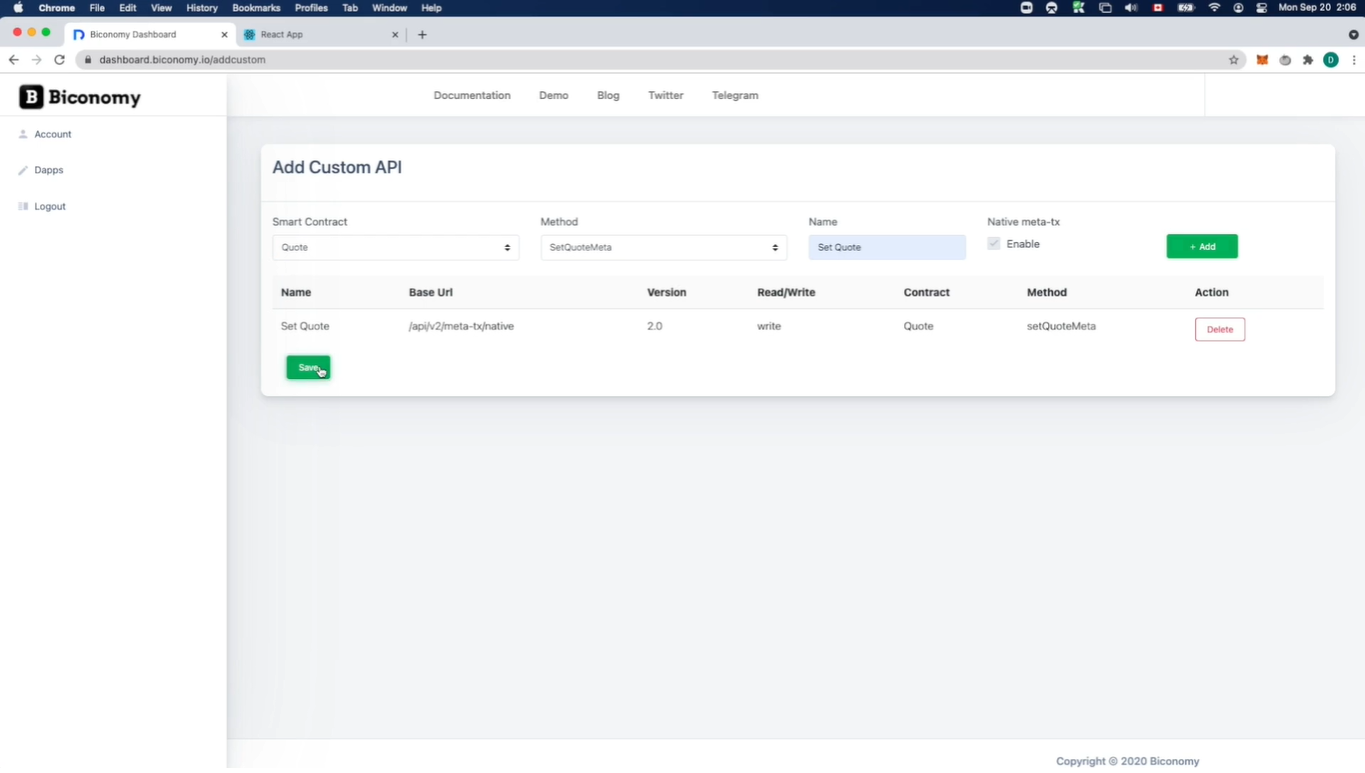 Chrome File Edit View History Bookmarks Profiles Tab Window Help Mon Sep 20 2:06
Biconomy Dashboard React App
dashboard.biconomy.io/addcustom D
B Biconomy Documentation Demo Blog Twitter Telegram
Account
Dapps
Logout
Add Custom API
Smart Contract Method Name Native meta-tx
Quote SetQuoteMeta Set Quote Enable + Add
Name Base Url Version Read/Write Contract Method Action
Set Quote /api/v2/meta-tx/native 2.0 write Quote setQuoteMeta Delete
Save
Copyright © 2020 Biconomy